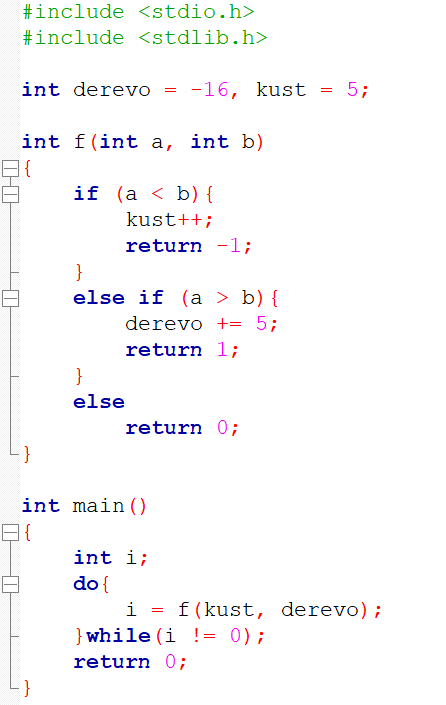 #include <stdio.h>
#include <stdlib.h>
int derevo = -16, kust = 5;
int f(int a, int b)
{
if (a < b){
kust++;
return -1;
}
else if (a > b){
derevo += 5;
return 1;
}
else
return 0;
}
int main()
{
int i;
do{
i = f(kust, derevo);
}while(i != 0);
return 0;
}